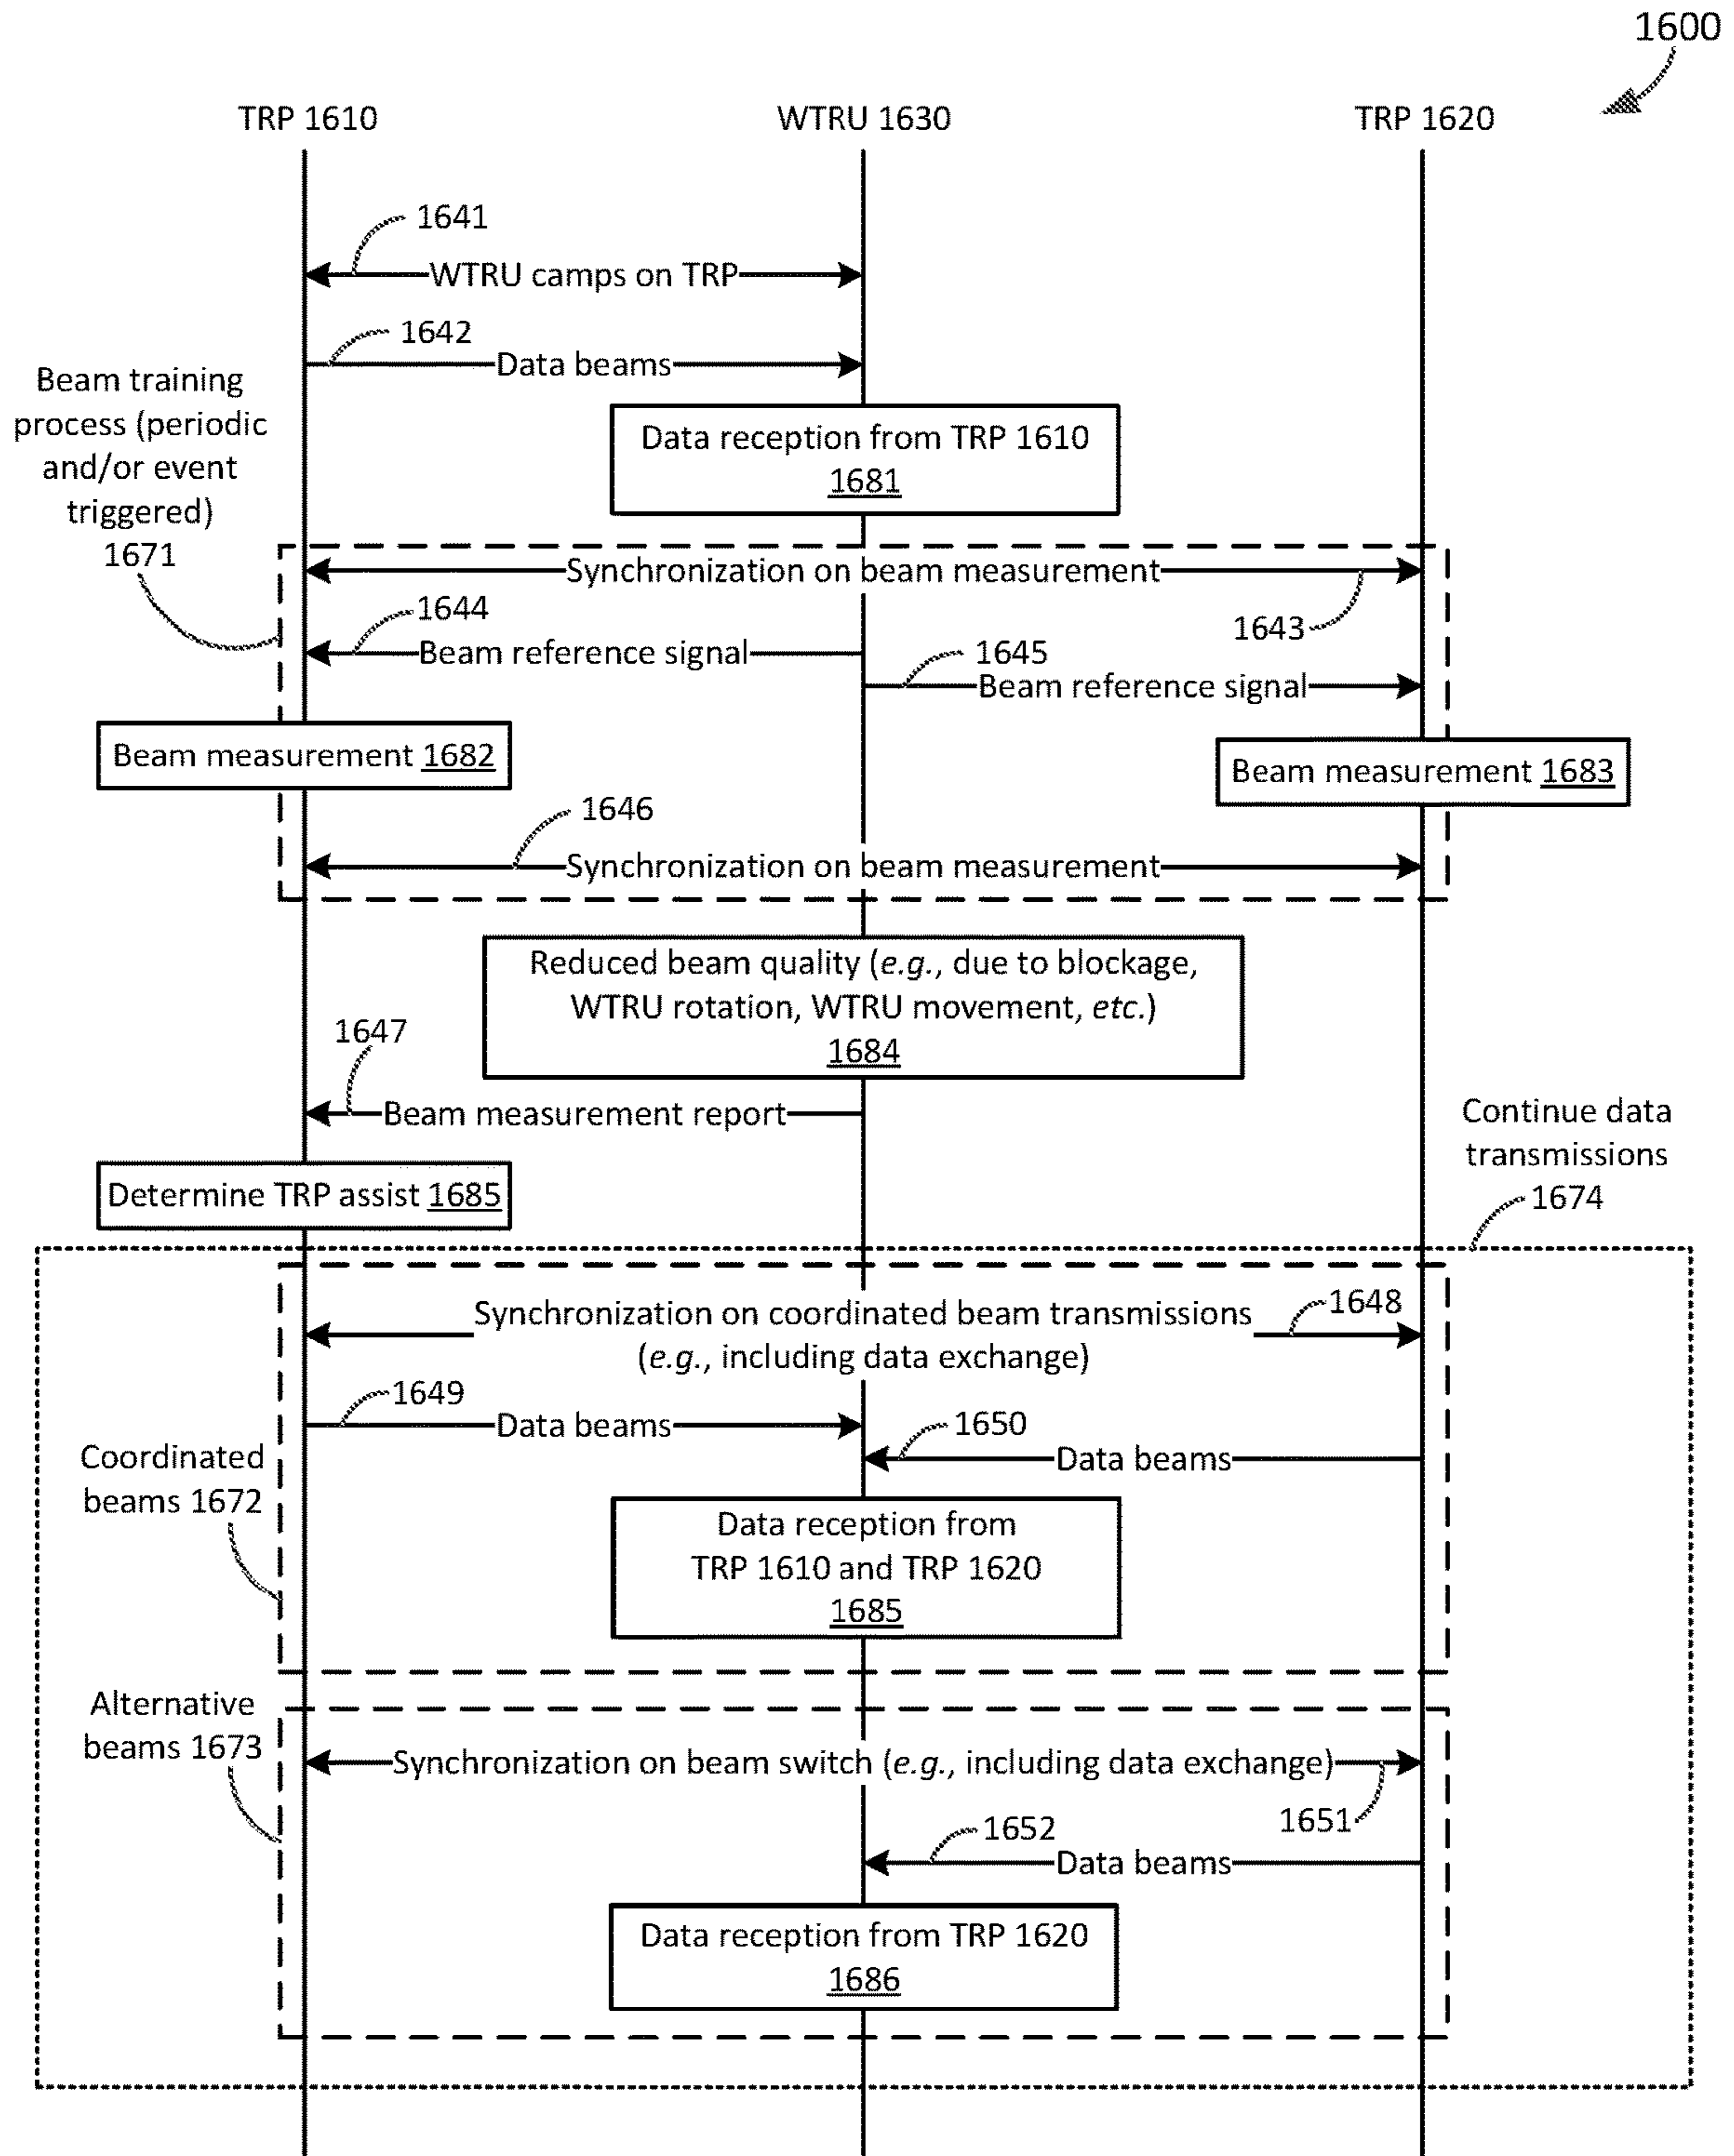 1600
TRP 1610
WTRU 1630
TRP 1620
1641
WTRU camps on TRP
1642
Data beams
Beam training
process (periodic
and/or event
triggered)
1671
Data reception from TRP 1610
1681
Synchronization on beam measurement
1643
1644
Beam reference signal
1645
Beam reference signal
Beam measurement 1682
Beam measurement 1683
1646
Synchronization on beam measurement
Reduced beam quality (e.g., due to blockage,
WTRU rotation, WTRU movement, etc.)
1684
1647
Beam measurement report
Continue data
transmissions
1674
Determine TRP assist 1685
Synchronization on coordinated beam transmissions
(e.g., including data exchange)
1648
1649
Data beams
1650
Data beams
Coordinated
beams 1672
Data reception from
TRP 1610 and TRP 1620
1685
Alternative
beams 1673
Synchronization on beam switch (e.g., including data exchange)
1651
1652
Data beams
Data reception from TRP 1620
1686